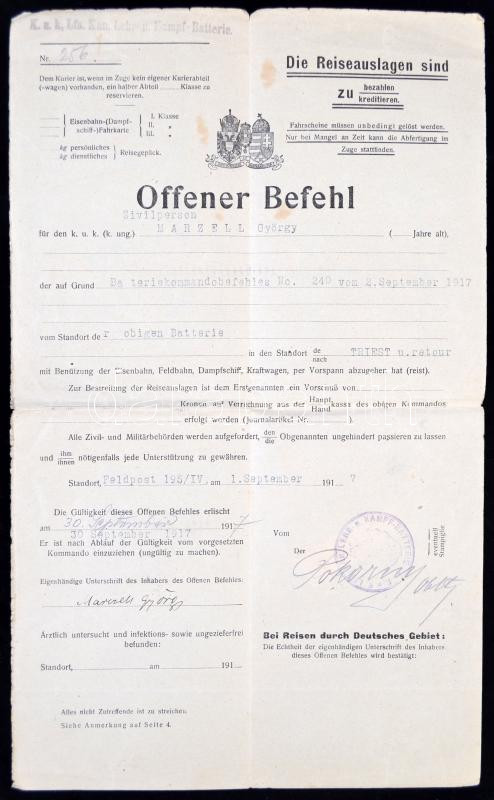 K. u. k. Lfs. Kan. Lehr- u. Kampf-Batterie.
Nr. 256
Dem Kurier ist, wenn im Zuge kein eigener Kurierabteil
(-wagen) vorhanden, ein halber Abteil Klasse zu
reservieren.
Eisenbahn-(Dampf-
schiff-)Fahrkarte
I. Klasse
II. "
III. "
kg persönliches
kg dienstliches
Reisegepäck.
Die Reiseauslagen sind
zu bezahlen
kreditieren.
Fahrscheine müssen unbedingt gelöst werden.
Nur bei Mangel an Zeit kann die Abfertigung im
Zuge stattfinden.
Offener Befehl
Zivilperson
für den k. u. k. (k. ung.) MARZELL György ( Jahre alt),
der auf Grund Batteriekommandobefehles No. 240 vom 2.September 1917
vom Standort der obigen Batterie
in den Standort de TRIEST u.retour
nach
mit Benützung der Eisenbahn, Feldbahn, Dampfschiff, Kraftwagen, per Vorspann abzugeher hat (reist).
Zur Bestreitung der Reiseauslagen ist dem Erstgenannten ein Vorschuß von
Kronen auf Verrechnung aus der Haupt kassa des obigen Kommandos
Hand
erfolgt worden (Journalartikel Nr. ).
Alle Zivil- und Militärbehörden werden aufgefordert, den Obgenannten ungehindert passieren zu lassen
die
und ihm nötigenfalls jede Unterstützung zu gewähren.
ihnen
Standort, Feldpost 195/IV, am 1.September 1917
Die Gültigkeit dieses Offenen Befehles erlischt
am 30. September 1917
30 September 1917
Er ist nach Ablauf der Gültigkeit vom vorgesetzten
Kommando einzuziehen (ungültig zu machen).
Vom
Der
eventuell
Stampiglie
Pokorny
Eigenhändige Unterschrift des Inhabers des Offenen Befehles:
Marzell György
Ärztlich untersucht und infektions- sowie ungezieferfrei
befunden:
Standort, am 191
Bei Reisen durch Deutsches Gebiet:
Die Echtheit der eigenhändigen Unterschrift des Inhabers
dieses Offenen Befehles wird bestätigt:
Alles nicht Zutreffende ist zu streichen.
Siehe Anmerkung auf Seite 4.